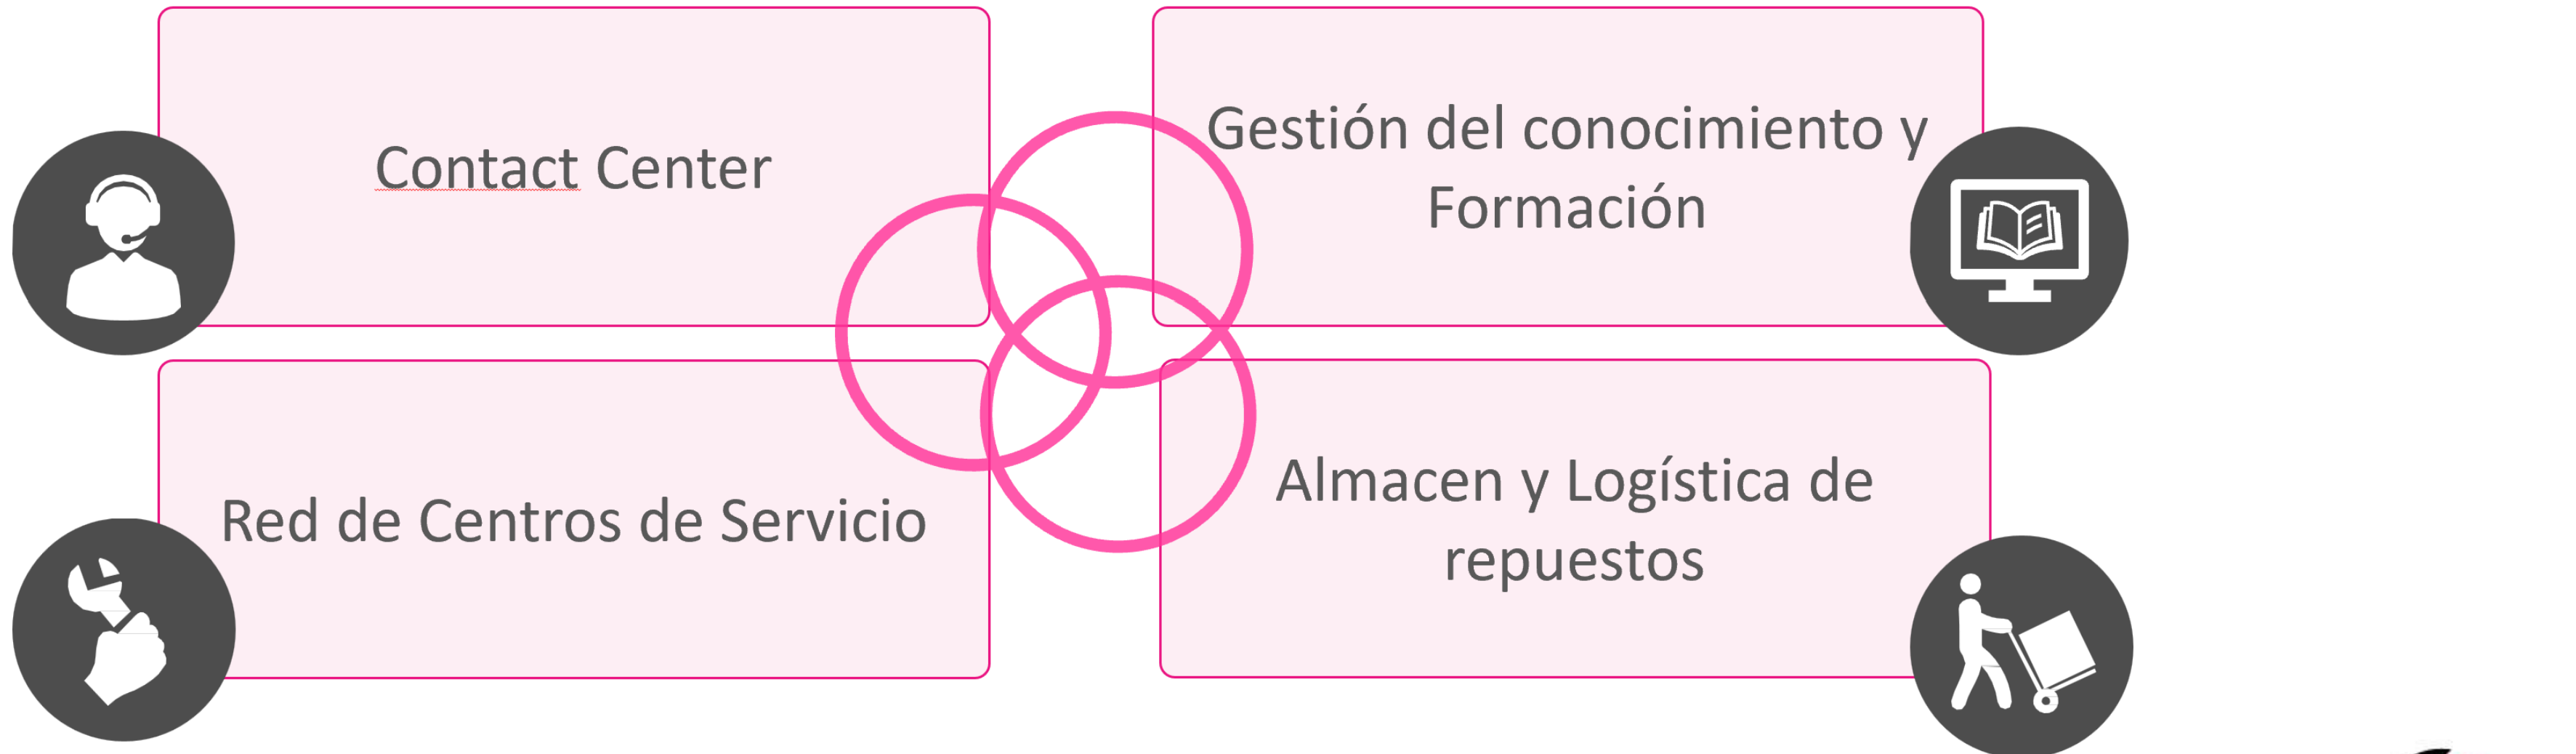 Contact Center
Gestión del conocimiento y
Formación
Red de Centros de Servicio
Almacen y Logística de
repuestos